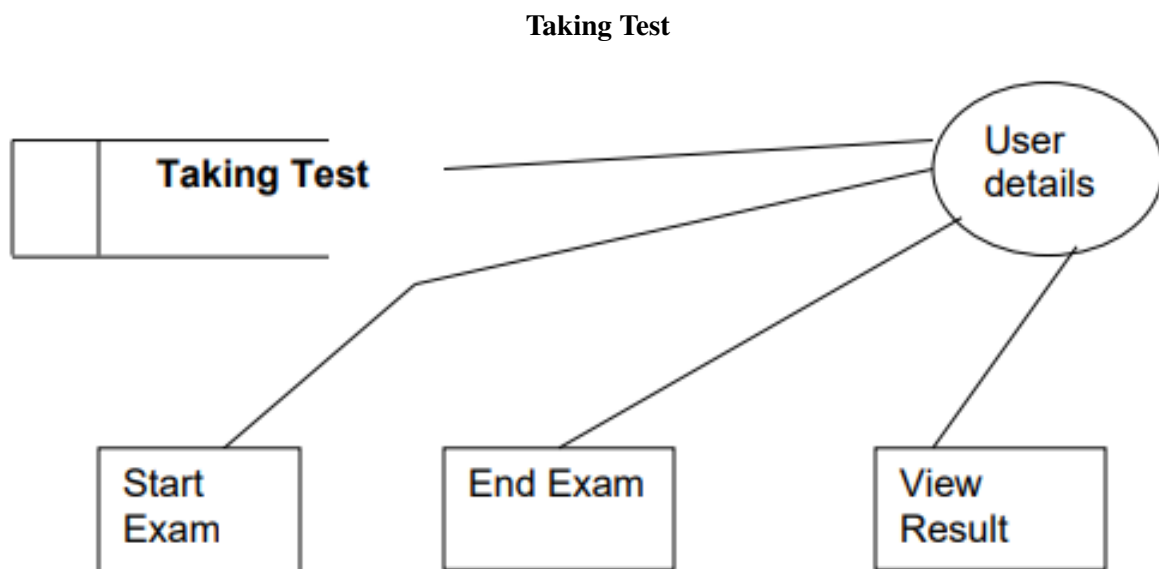 Taking Test
Taking Test
User
details
Start
Exam
End Exam
View
Result